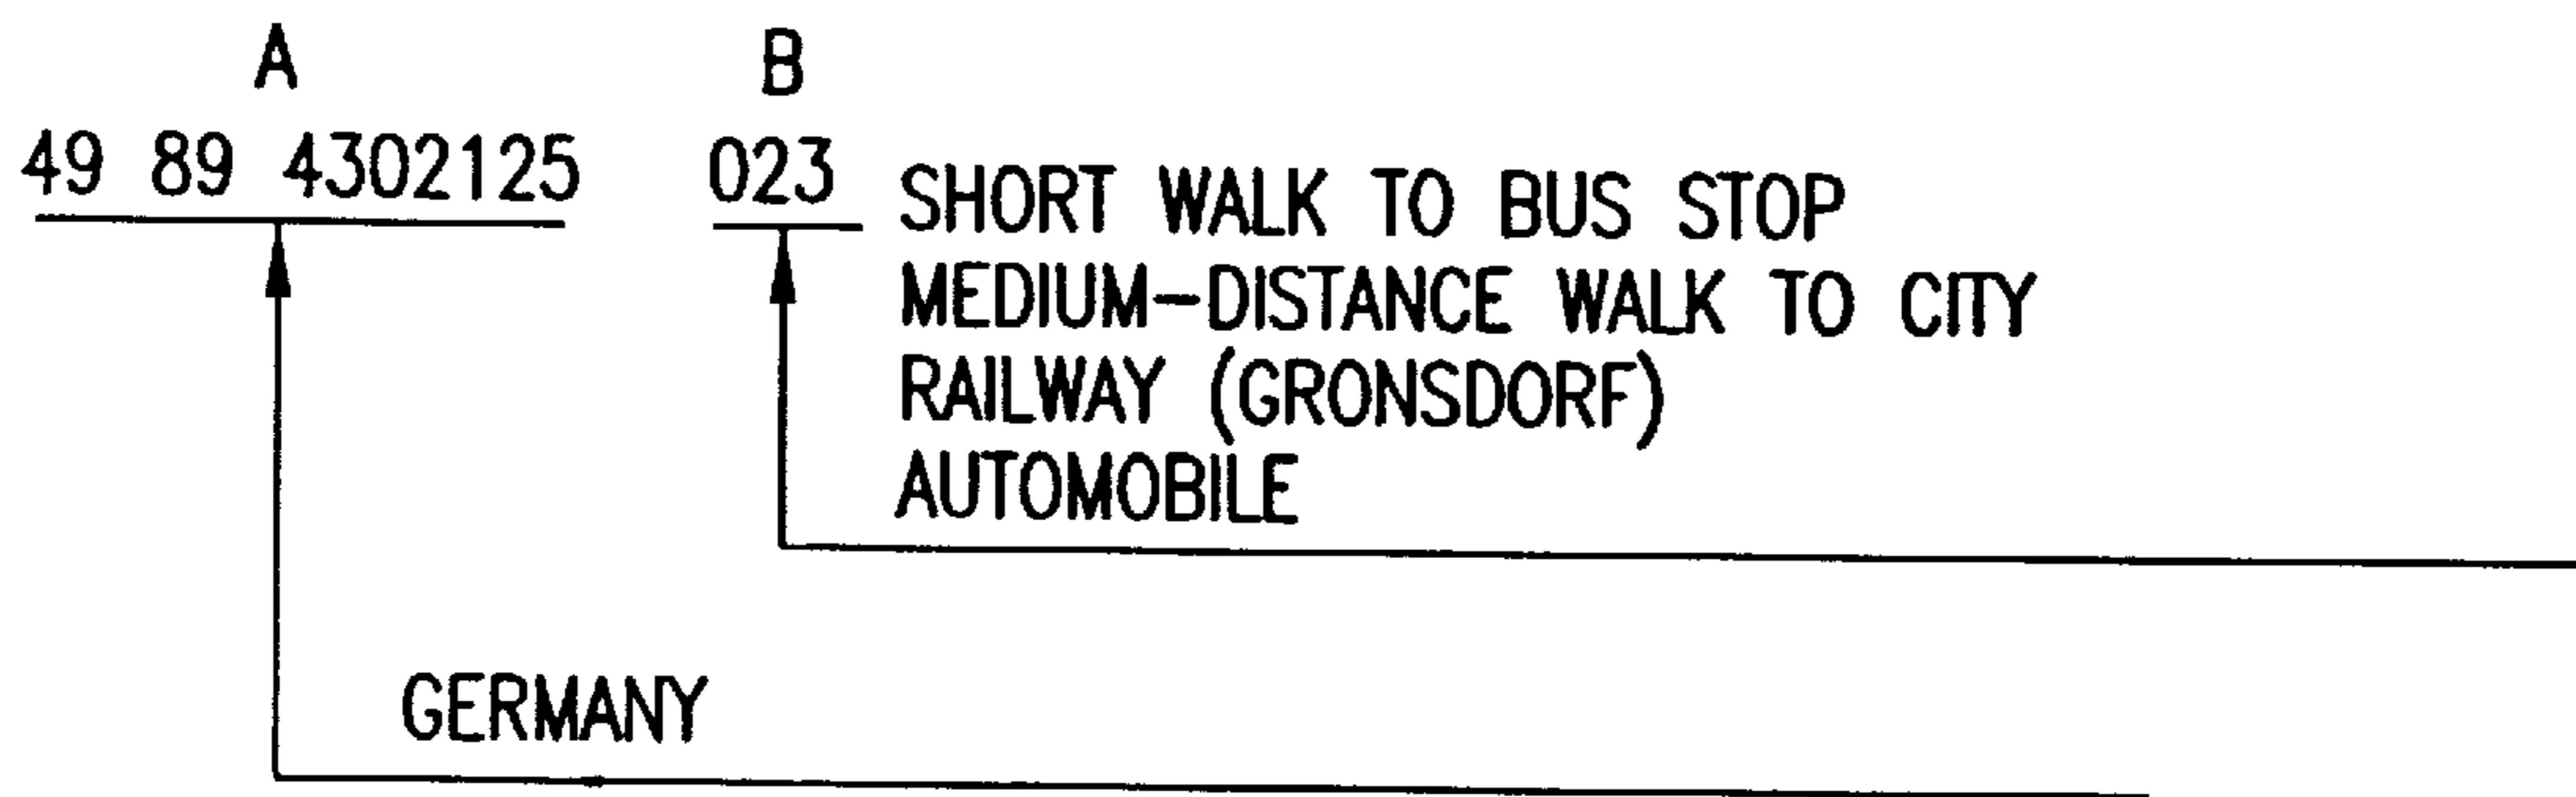 A B
49 89 4302125 023 SHORT WALK TO BUS STOP
MEDIUM-DISTANCE WALK TO CITY
RAILWAY (GRONSDORF)
AUTOMOBILE
GERMANY